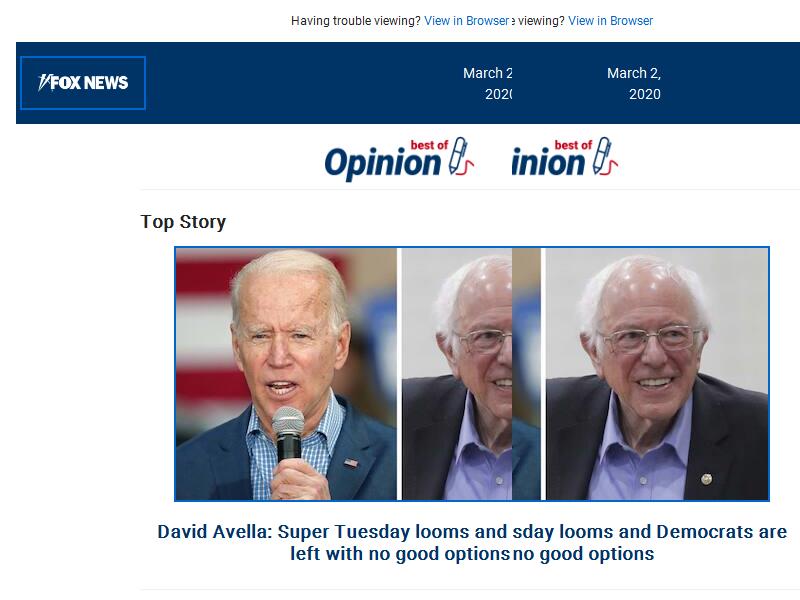 Having trouble viewing? View in Browser e viewing? View in Browser
FOX NEWS
March 2 March 2,
2020 2020
best of best of
Opinion inion
Top Story
David Avella: Super Tuesday looms and sday looms and Democrats are
left with no good options no good options